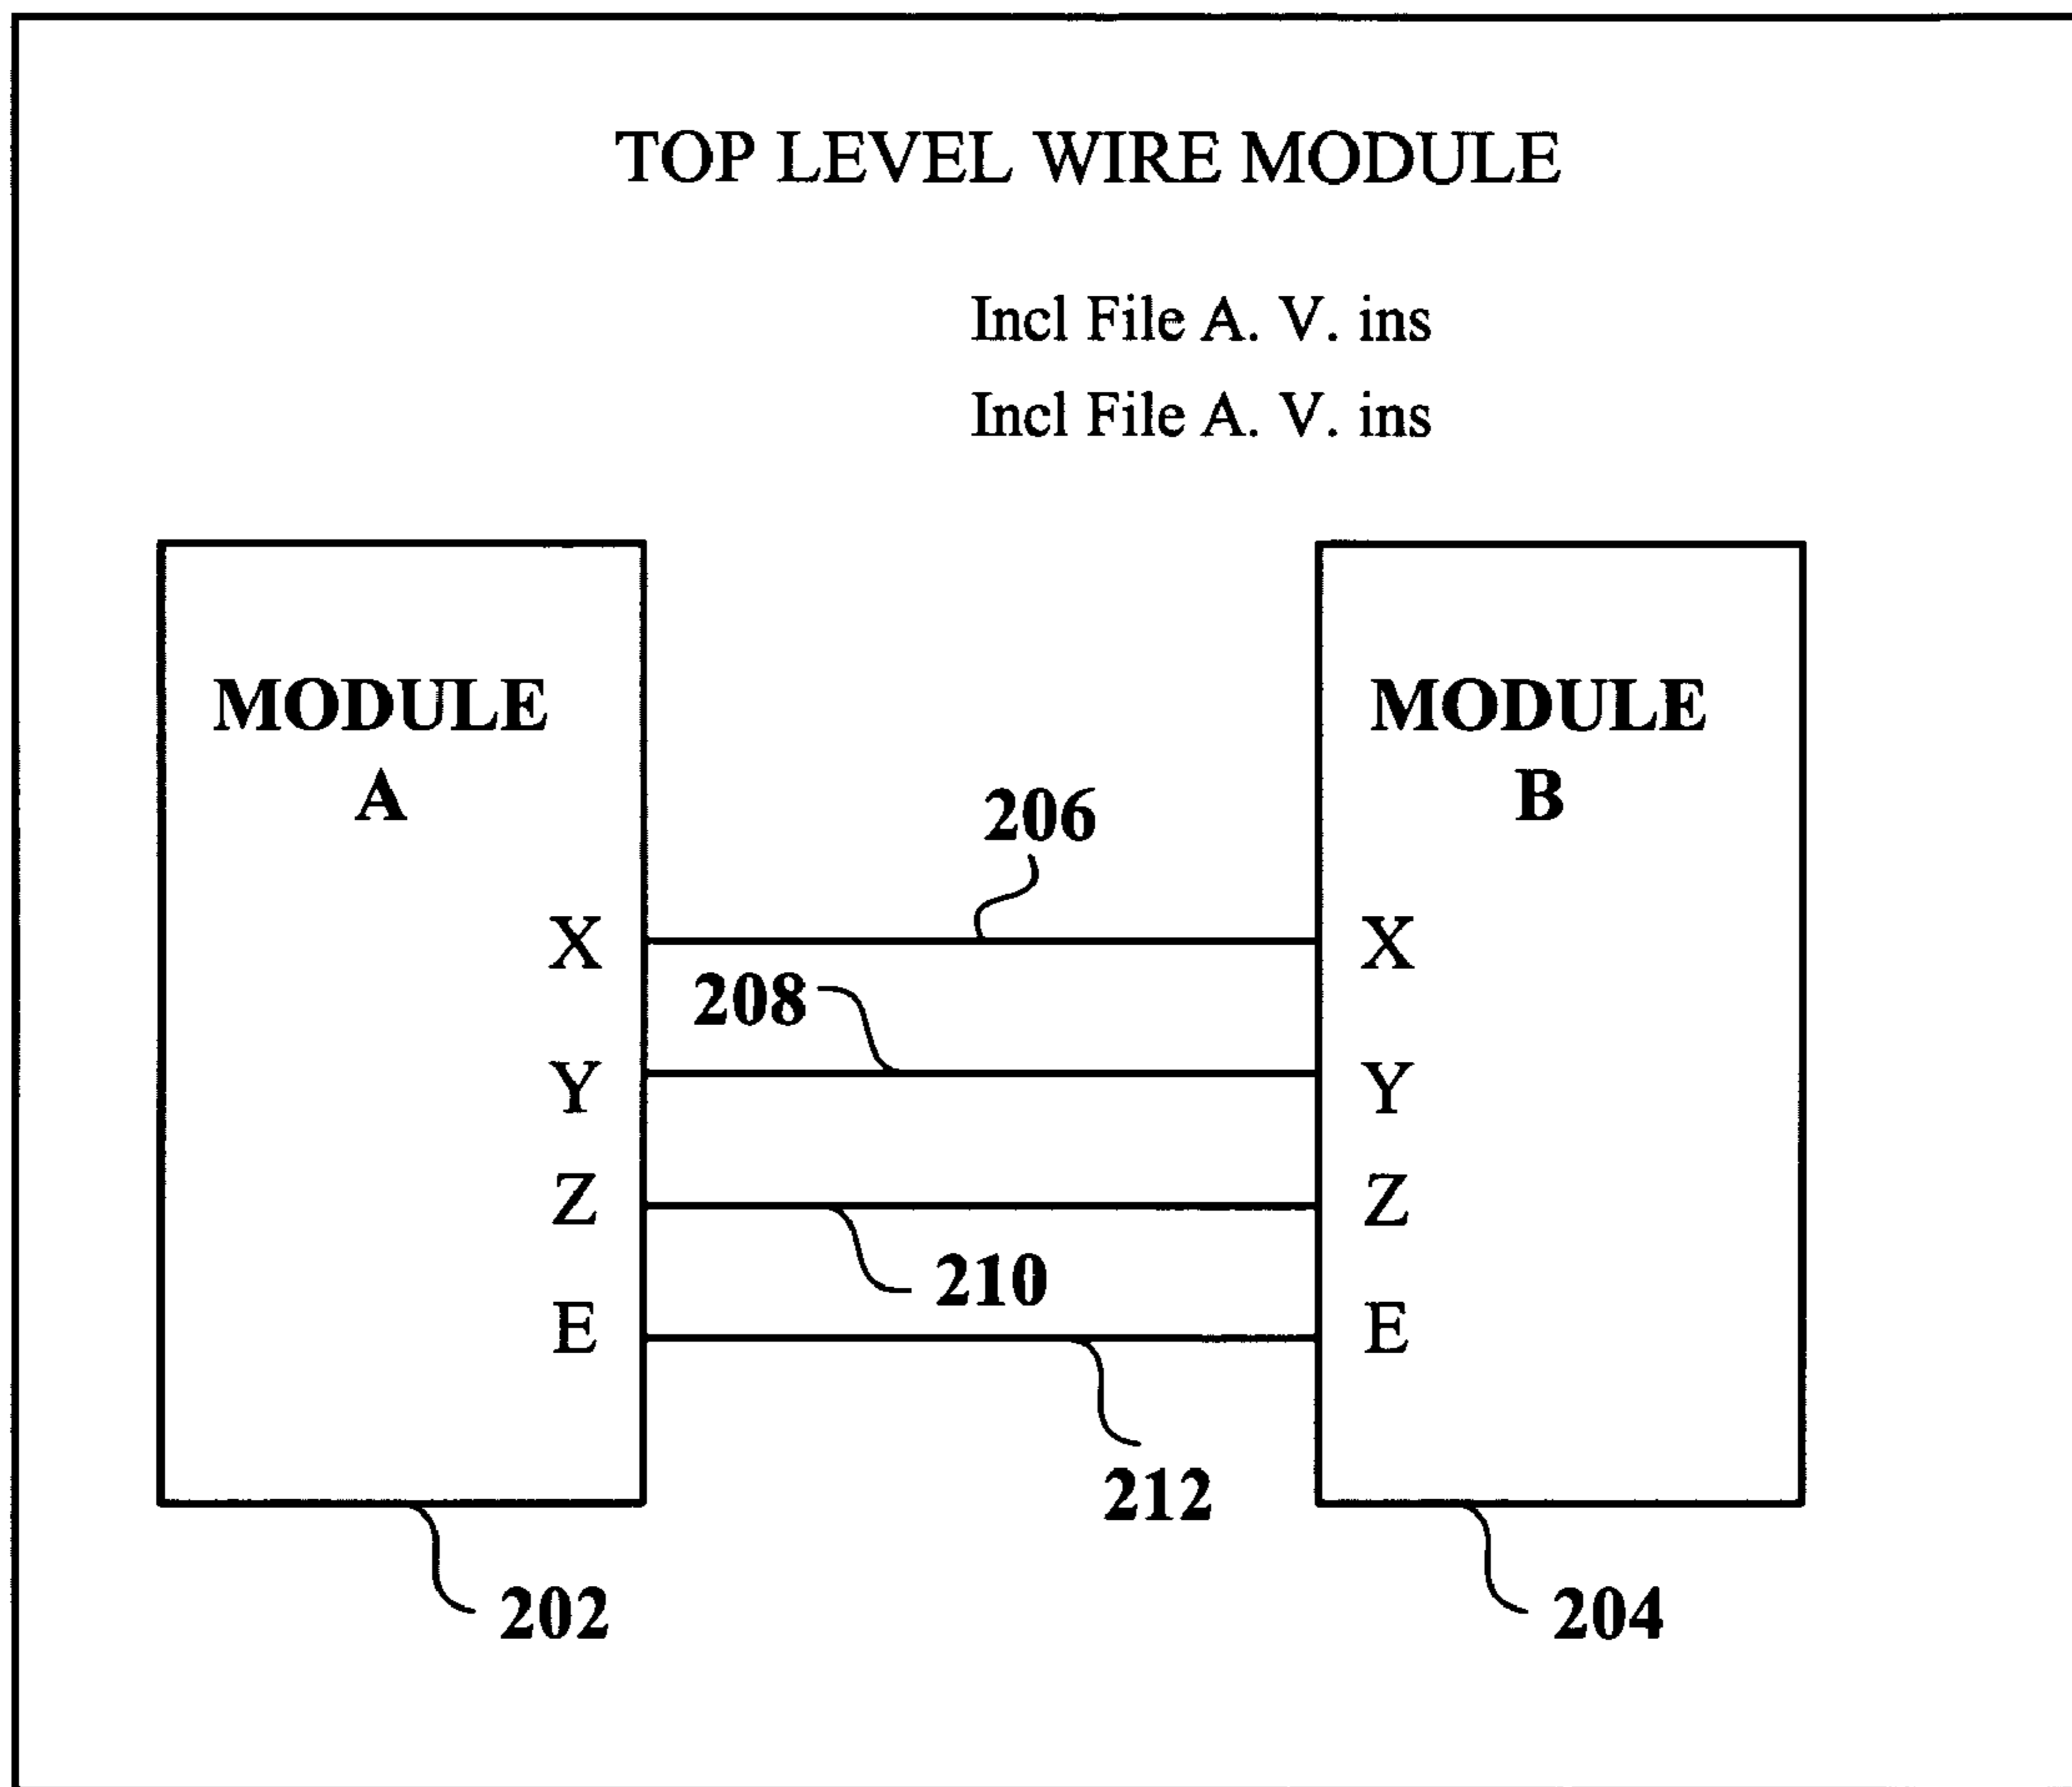 TOP LEVEL WIRE MODULE
Incl File A. V. ins
Incl File A. V. ins
MODULE
A
MODULE
B
206
X
X
208
Y
Y
Z
Z
210
E
E
212
202
204